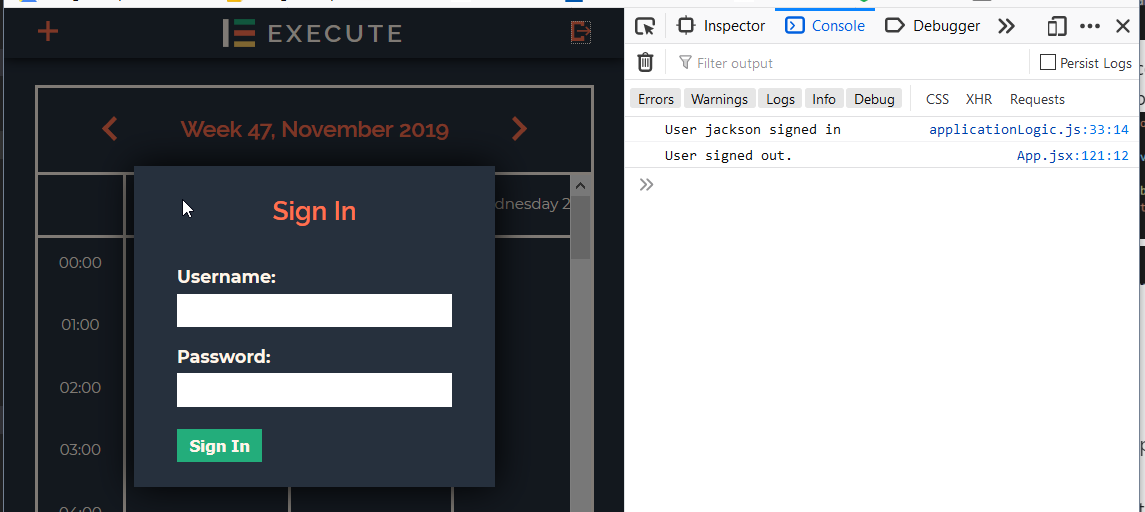 EXECUTE
Week 47, November 2019
dnesday 2
Sign In
Username:
Password:
Sign In
00:00
01:00
02:00
03:00
04:00
Inspector
Console
Debugger
Filter output
Persist Logs
Errors
Warnings
Logs
Info
Debug
CSS
XHR
Requests
User jackson signed in applicationLogic.js:33:14
User signed out. App.jsx:121:12